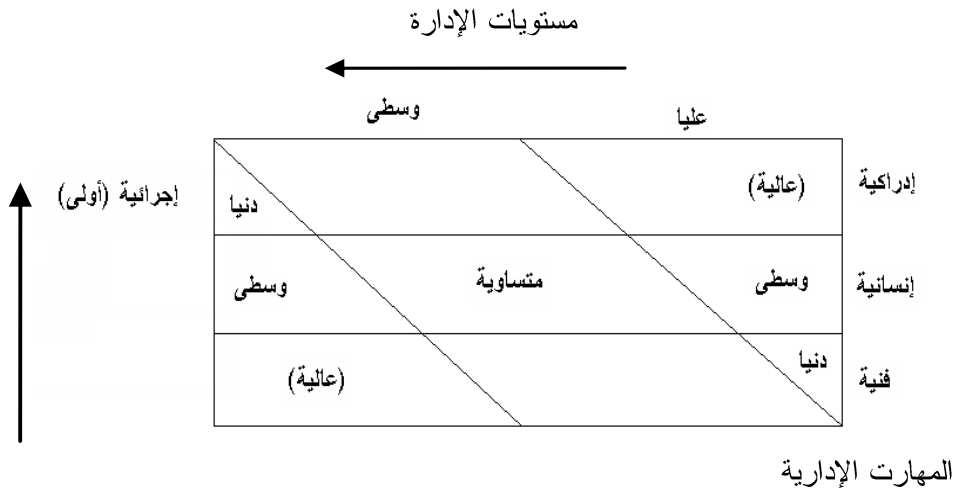 مستويات الإدارة
عليا
وسطى
إدراكية
(عالية)
دنيا
إجرائية (أولى)
إنسانية
وسطى
متساوية
وسطى
فنية
دنيا
(عالية)
المهارت الإدارية